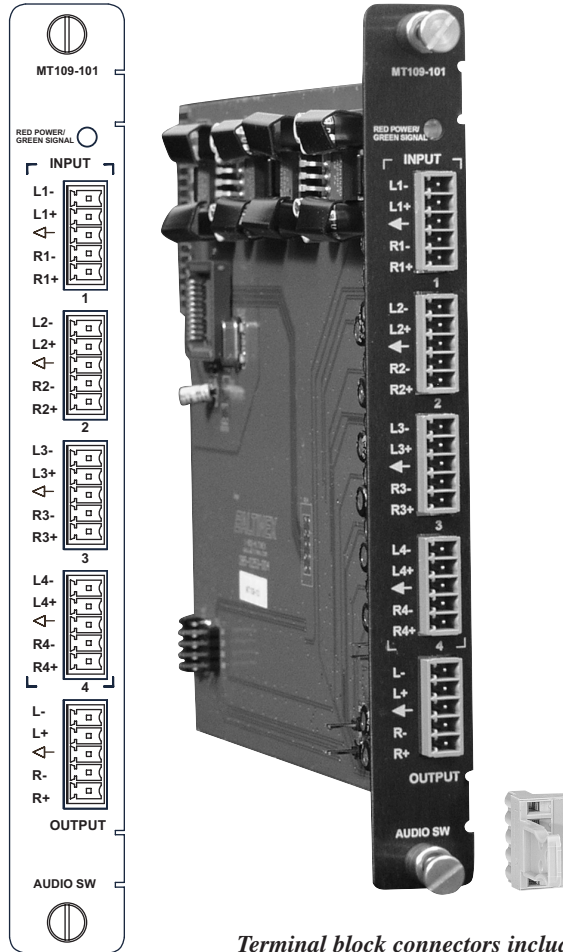 MT109-101
RED POWER/
GREEN SIGNAL
INPUT
L1-
L1+
R1-
R1+
1
L2-
L2+
R2-
R2+
2
L3-
L3+
R3-
R3+
3
L4-
L4+
R4-
R4+
4
L-
L+
R-
R+
OUTPUT
AUDIO SW
MT109-101
RED POWER/
GREEN SIGNAL
INPUT
L1-
L1+
R1-
R1+
1
L2-
L2+
R2-
R2+
2
L3-
L3+
R3-
R3+
3
L4-
L4+
R4-
R4+
4
L-
L+
R-
R+
OUTPUT
AUDIO SW
Terminal block connectors includ